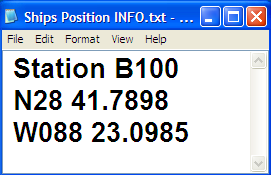 Ships Position INFO.txt - ...
File Edit Format View Help
Station B100
N28 41.7898
W088 23.0985